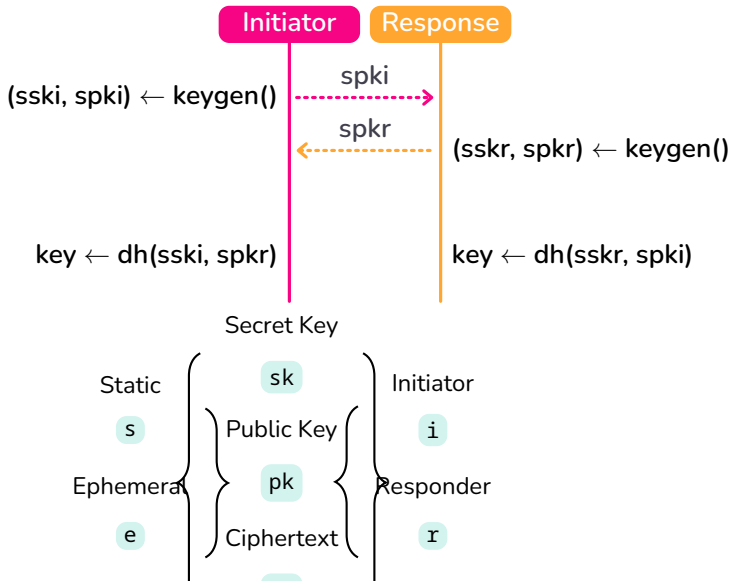 Initiator
Response
spki
(sski, spki) ← keygen()
spkr
(sskr, spkr) ← keygen()
key ← dh(sski, spkr)
key ← dh(sskr, spki)
Secret Key
sk
Static
Initiator
s
Public Key
i
Ephemeral
pk
Responder
e
Ciphertext
r